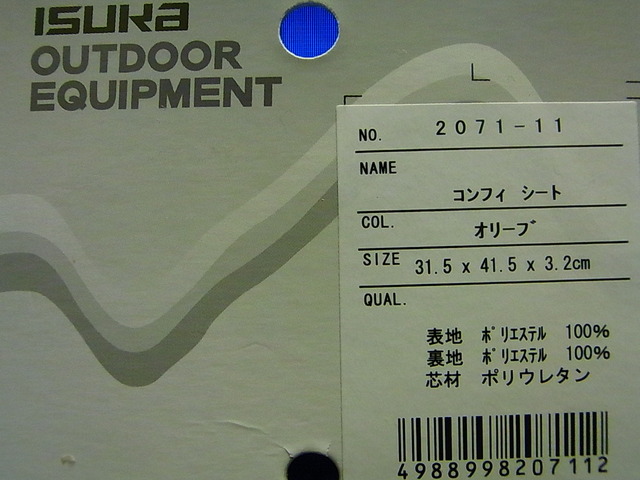 ISUKA
OUTDOOR
EQUIPMENT
NO. 2071-11
NAME
コンフィ シート
COL. オリーブ
SIZE 31.5 x 41.5 x 3.2cm
QUAL.
表地 ポリエステル 100%
裏地 ポリエステル 100%
芯材 ポリウレタン
4988998207112